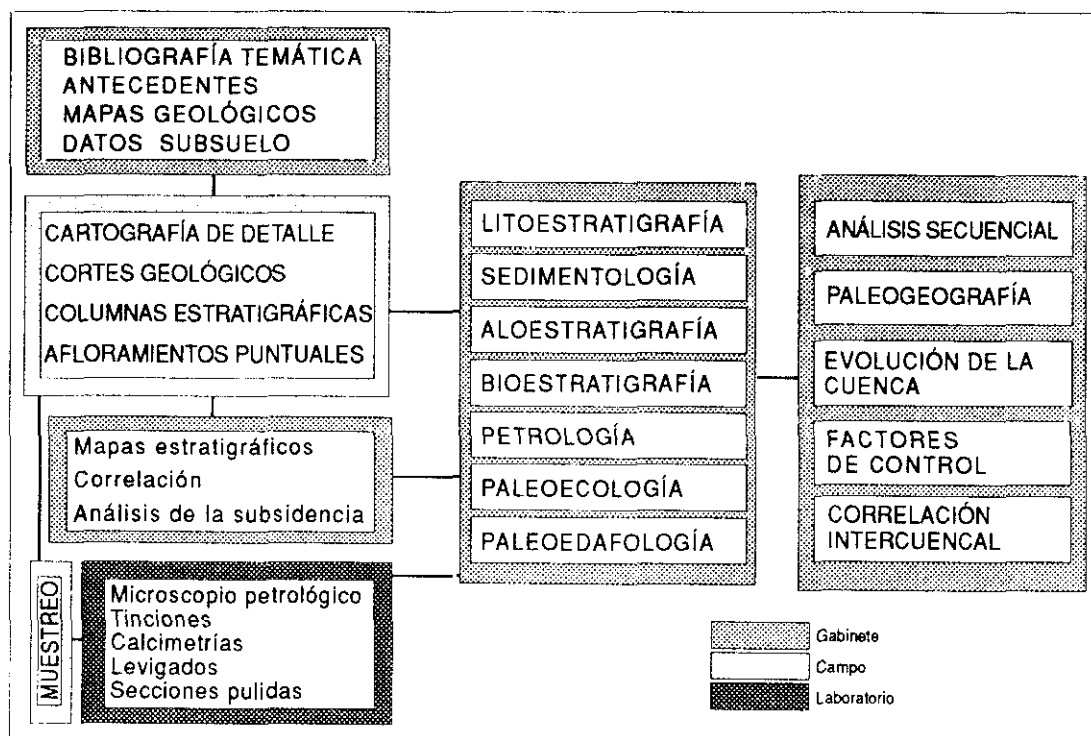 BIBLIOGRAFÍA TEMÁTICA
ANTECEDENTES
MAPAS GEOLÓGICOS
DATOS SUBSUELO
CARTOGRAFÍA DE DETALLE
CORTES GEOLÓGICOS
COLUMNAS ESTRATIGRÁFICAS
AFLORAMIENTOS PUNTUALES
Mapas estratigráficos
Correlación
Análisis de la subsidencia
MUESTREO
Microscopio petrológico
Tinciones
Calcimetrías
Levigados
Secciones pulidas
LITOESTRATIGRAFÍA
SEDIMENTOLOGÍA
ALOESTRATIGRAFÍA
BIOESTRATIGRAFÍA
PETROLOGÍA
PALEOECOLOGÍA
PALEOEDAFOLOGÍA
ANÁLISIS SECUENCIAL
PALEOGEOGRAFÍA
EVOLUCIÓN DE LA
CUENCA
FACTORES
DE CONTROL
CORRELACIÓN
INTERCUENCAL
Gabinete
Campo
Laboratorio